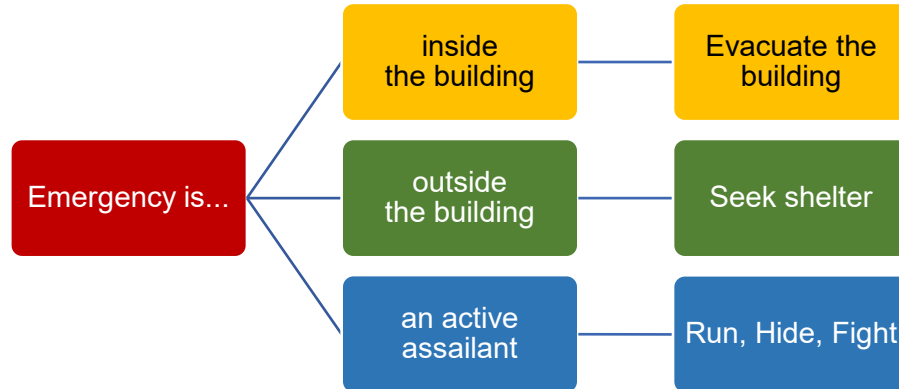 Emergency is...
inside
the building
Evacuate the
building
outside
the building
Seek shelter
an active
assailant
Run, Hide, Fight